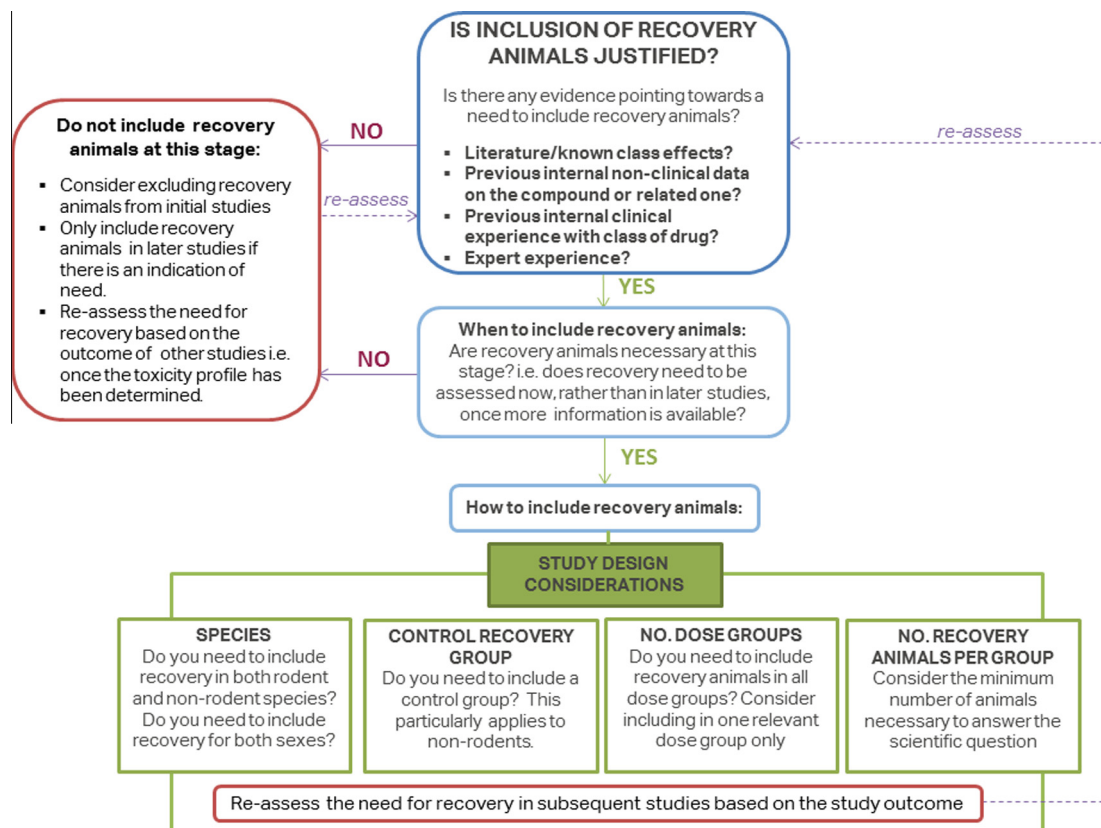 IS INCLUSION OF RECOVERY
ANIMALS JUSTIFIED?
Is there any evidence pointing towards a
need to include recovery animals?
▪ Literature/known class effects?
▪ Previous internal non-clinical data
on the compound or related one?
▪ Previous internal clinical
experience with class of drug?
▪ Expert experience?
NO
re-assess
re-assess
Do not include recovery
animals at this stage:
▪ Consider excluding recovery
animals from initial studies
▪ Only include recovery
animals in later studies if
there is an indication of
need.
▪ Re-assess the need for
recovery based on the
outcome of other studies i.e.
once the toxicity profile has
been determined.
YES
When to include recovery animals:
Are recovery animals necessary at this
stage? i.e. does recovery need to be
assessed now, rather than in later studies,
once more information is available?
NO
YES
How to include recovery animals:
STUDY DESIGN
CONSIDERATIONS
SPECIES
Do you need to include
recovery in both rodent
and non-rodent species?
Do you need to include
recovery for both sexes?
CONTROL RECOVERY
GROUP
Do you need to include a
control group? This
particularly applies to
non-rodents.
NO. DOSE GROUPS
Do you need to include
recovery animals in all
dose groups? Consider
including in one relevant
dose group only
NO. RECOVERY
ANIMALS PER GROUP
Consider the minimum
number of animals
necessary to answer the
scientific question
Re-assess the need for recovery in subsequent studies based on the study outcome